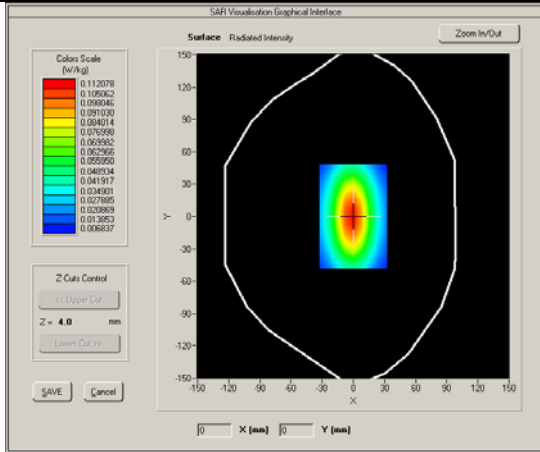 SAR Visualisation Graphical Interface
Surface Radiated Intensity
Zoom In/Out
Colors Scale
(W/kg)
0.112078
0.105062
0.098046
0.091030
0.084014
0.076998
0.069982
0.062966
0.055950
0.048934
0.041917
0.034901
0.027885
0.020869
0.013853
0.006837
Z-Cuts Control
<< Upper Cut
Z = 4.0 mm
Lower Cut >>
SAVE Cancel
150
120
90
60
30
0
-30
-60
-90
-120
-150
Y
-150 -120 -90 -60 -30 0 30 60 90 120 150
X
0 X (mm) 0 Y (mm)